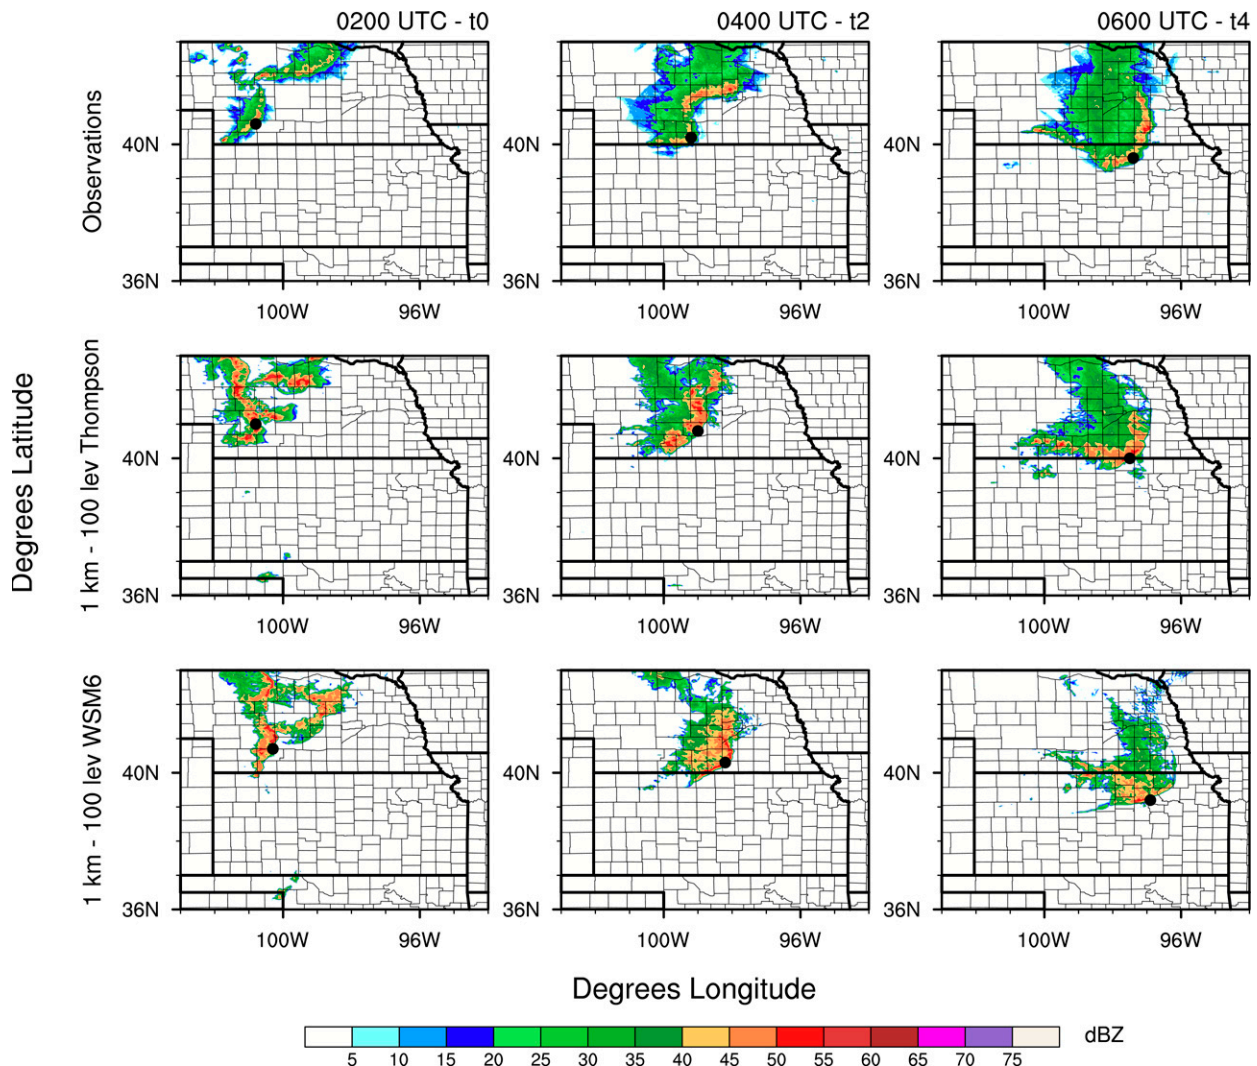 0200 UTC - t0
0400 UTC - t2
0600 UTC - t4
Observations
40N
36N
100W
96W
40N
36N
100W
96W
40N
36N
100W
96W
Degrees Latitude
1 km - 100 lev Thompson
40N
36N
100W
96W
40N
36N
100W
96W
40N
36N
100W
96W
1 km - 100 lev WSM6
40N
36N
100W
96W
40N
36N
100W
96W
40N
36N
100W
96W
Degrees Longitude
5 10 15 20 25 30 35 40 45 50 55 60 65 70 75
dBZ